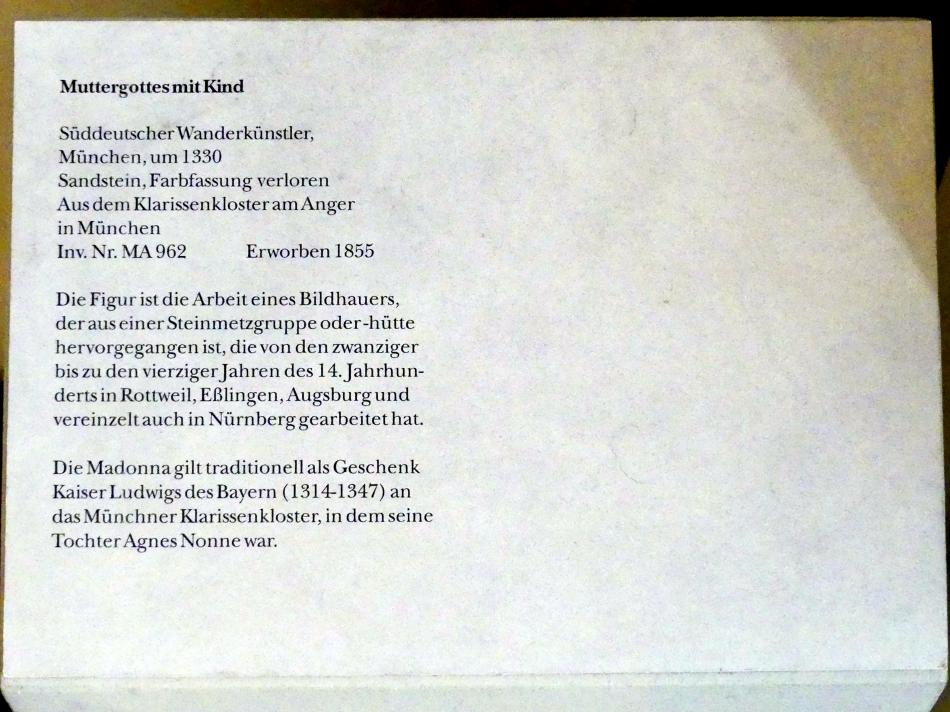 Muttergottes mit Kind
Süddeutscher Wanderkünstler,
München, um 1330
Sandstein, Farbfassung verloren
Aus dem Klarissenkloster am Anger
in München
Inv. Nr. MA 962 Erworben 1855
Die Figur ist die Arbeit eines Bildhauers,
der aus einer Steinmetzgruppe oder -hütte
hervorgegangen ist, die von den zwanziger
bis zu den vierziger Jahren des 14. Jahrhun-
derts in Rottweil, Eßlingen, Augsburg und
vereinzelt auch in Nürnberg gearbeitet hat.
Die Madonna gilt traditionell als Geschenk
Kaiser Ludwigs des Bayern (1314-1347) an
das Münchner Klarissenkloster, in dem seine
Tochter Agnes Nonne war.